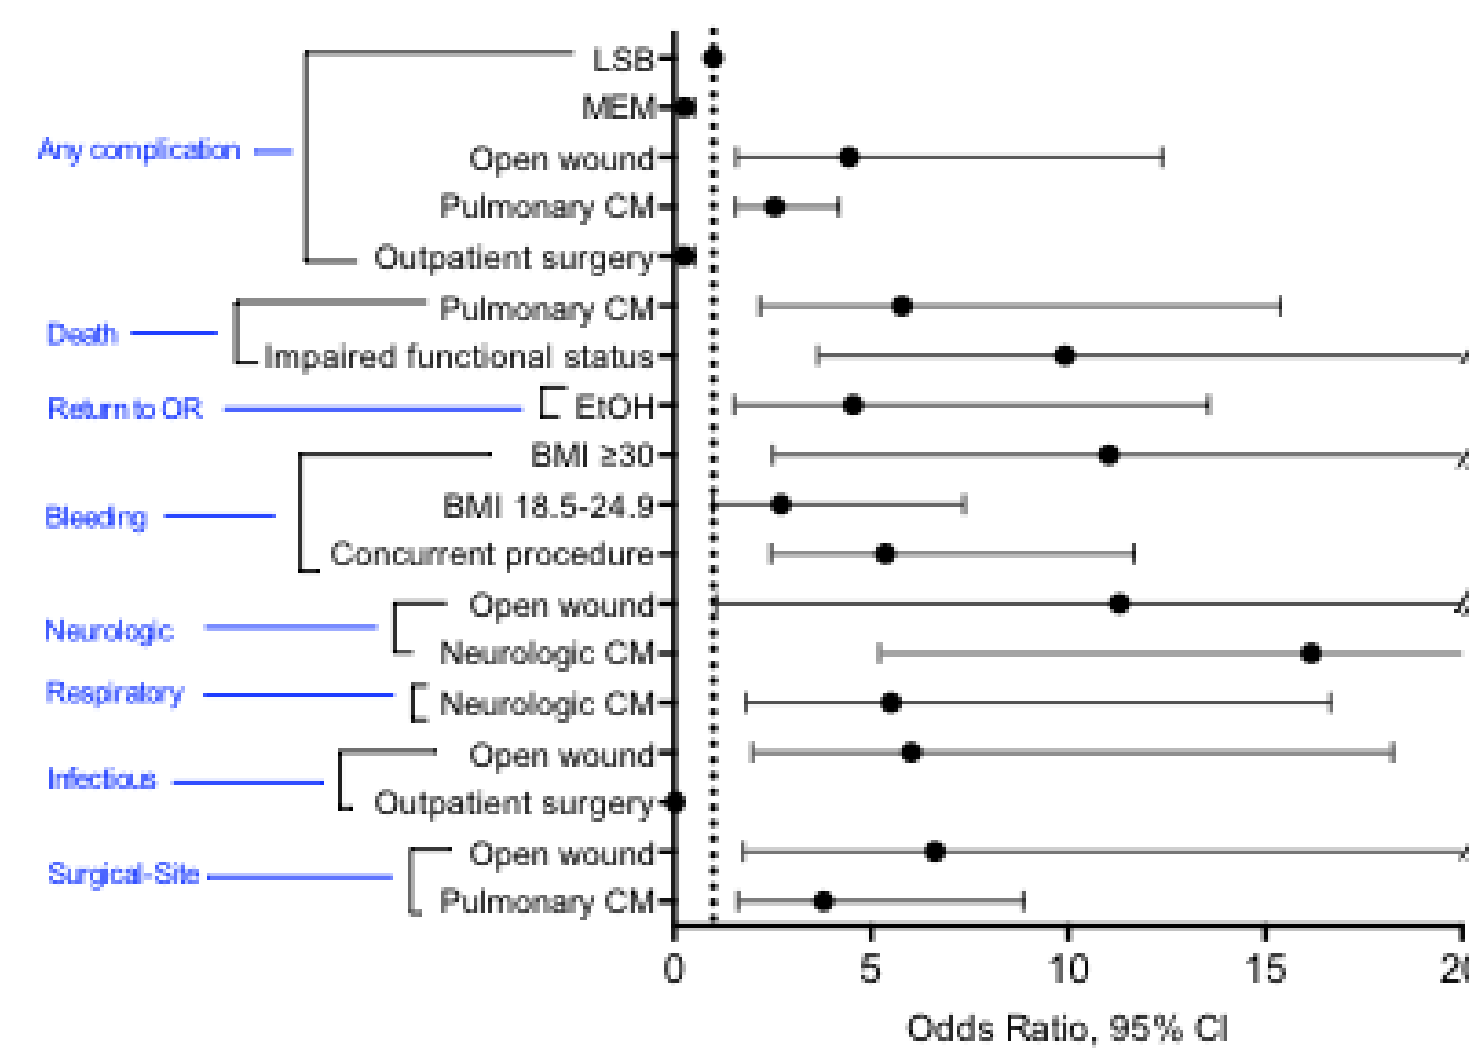 LSB
MEM
Any complication
Open wound
Pulmonary CM
Outpatient surgery
Pulmonary CM
Death
Impaired functional status
Return to OR
EtOH
BMI ≥30
BMI 18.5-24.9
Bleeding
Concurrent procedure
Open wound
Neurologic
Neurologic CM
Respiratory
Neurologic CM
Open wound
Infectious
Outpatient surgery
Open wound
Surgical-Site
Pulmonary CM
0 5 10 15 20
Odds Ratio, 95% CI